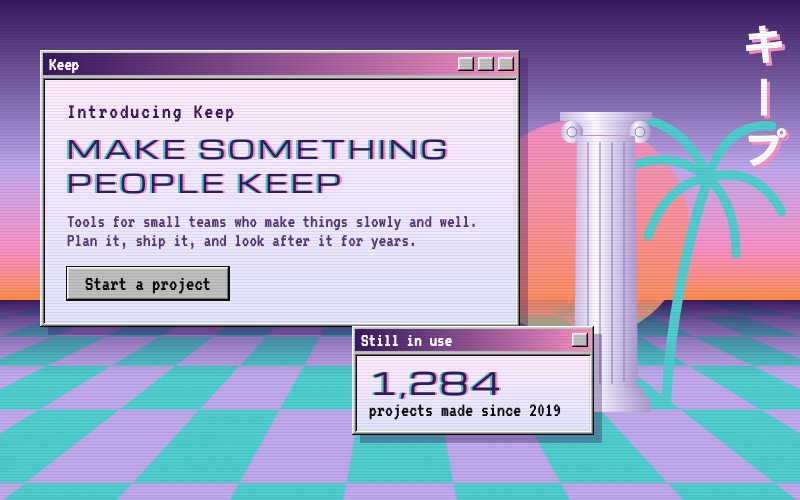 Keep
Introducing Keep
MAKE SOMETHING
PEOPLE KEEP
Tools for small teams who make things slowly and well.
Plan it, ship it, and look after it for years.
Start a project
Still in use
1,284
projects made since 2019
キープ